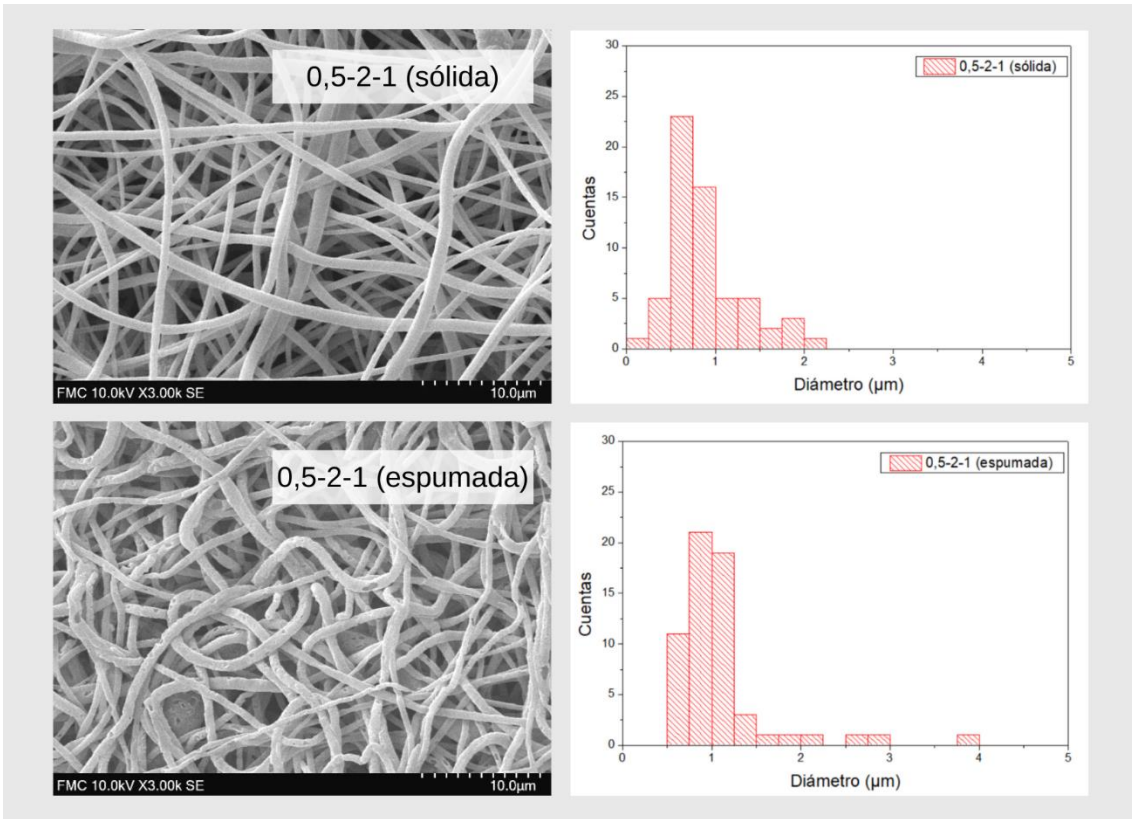 0,5-2-1 (sólida)
FMC 10.0kV X3.00k SE
10.0µm
30
25
20
15
10
5
0
Cuentas
0,5-2-1 (sólida)
0 1 2 3 4 5
Diámetro (µm)
0,5-2-1 (espumada)
FMC 10.0kV X3.00k SE
10.0µm
30
25
20
15
10
5
0
Cuentas
0,5-2-1 (espumada)
0 1 2 3 4 5
Diámetro (µm)